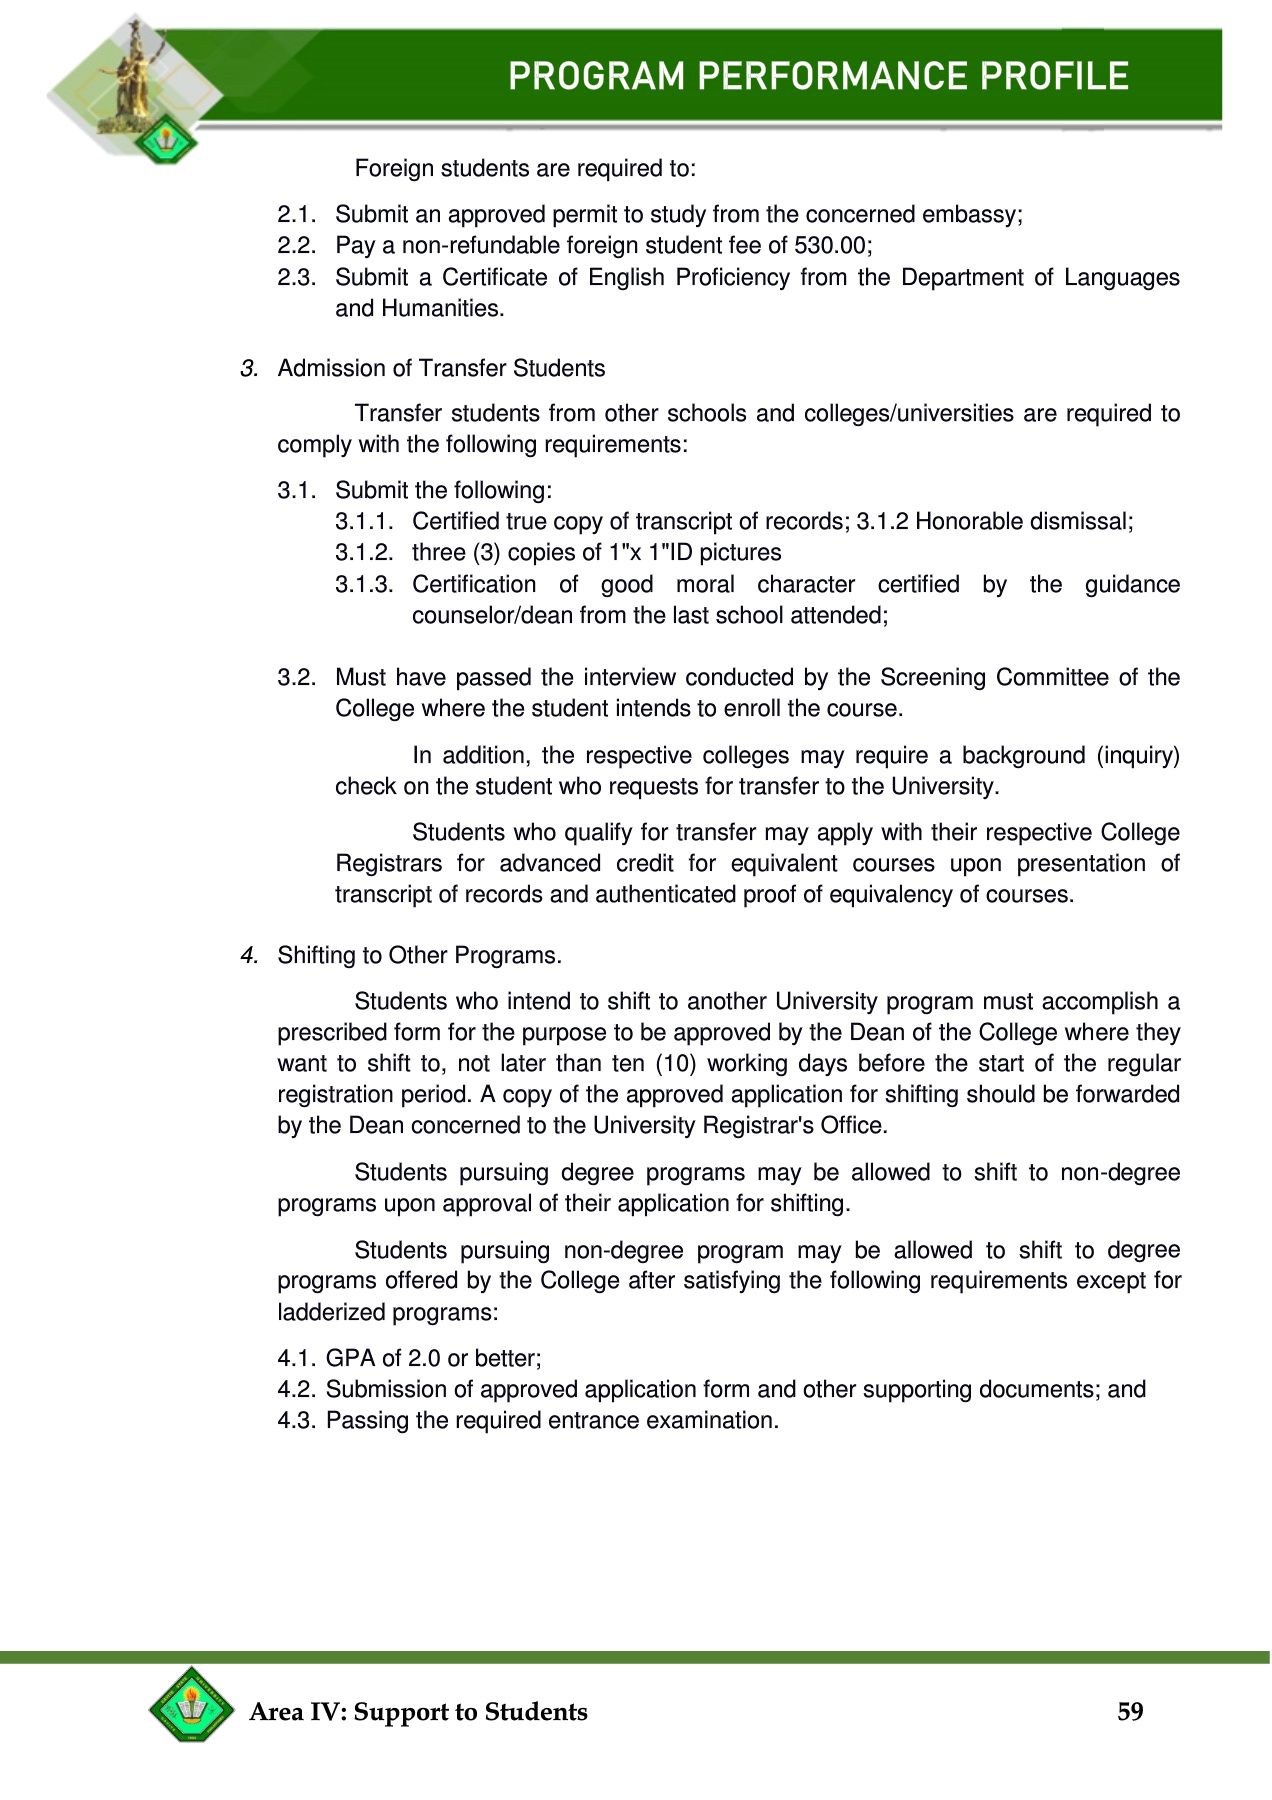 PROGRAM PERFORMANCE PROFILE
Foreign students are required to:
2.1. Submit an approved permit to study from the concerned embassy;
2.2. Pay a non-refundable foreign student fee of 530.00;
2.3. Submit a Certificate of English Proficiency from the Department of Languages
and Humanities.
3. Admission of Transfer Students
Transfer students from other schools and colleges/universities are required to
comply with the following requirements:
3.1. Submit the following:
3.1.1. Certified true copy of transcript of records; 3.1.2 Honorable dismissal;
3.1.2. three (3) copies of 1"x 1"ID pictures
3.1.3. Certification of good moral character certified by the guidance
counselor/dean from the last school attended;
3.2. Must have passed the interview conducted by the Screening Committee of the
College where the student intends to enroll the course.
In addition, the respective colleges may require a background (inquiry)
check on the student who requests for transfer to the University.
Students who qualify for transfer may apply with their respective College
Registrars for advanced credit for equivalent courses upon presentation of
transcript of records and authenticated proof of equivalency of courses.
4. Shifting to Other Programs.
Students who intend to shift to another University program must accomplish a
prescribed form for the purpose to be approved by the Dean of the College where they
want to shift to, not later than ten (10) working days before the start of the regular
registration period. A copy of the approved application for shifting should be forwarded
by the Dean concerned to the University Registrar's Office.
Students pursuing degree programs may be allowed to shift to non-degree
programs upon approval of their application for shifting.
Students pursuing non-degree program may be allowed to shift to degree
programs offered by the College after satisfying the following requirements except for
ladderized programs:
4.1. GPA of 2.0 or better;
4.2. Submission of approved application form and other supporting documents; and
4.3. Passing the required entrance examination.
Area IV: Support to Students 59